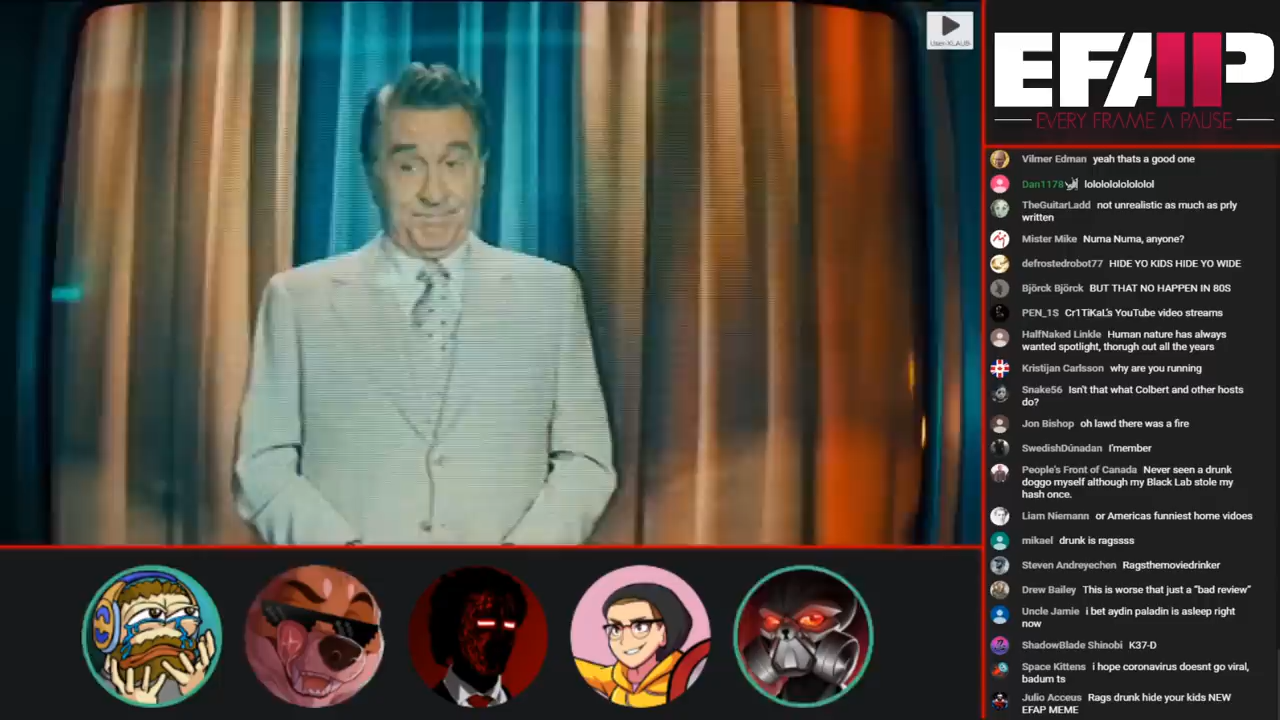 User-XLAUG
EFAP
EVERY FRAME A PAUSE
Vilmer Edman yeah thats a good one
Dan1178 lolololololololol
TheGuitarLadd not unrealistic as much as prly
written
Mister Mike Numa Numa, anyone?
defrostedrobot77 HIDE YO KIDS HIDE YO WIDE
Björck Björck BUT THAT NO HAPPEN IN 80S
PEN_1S Cr1TiKaL's YouTube video streams
HalfNaked Linkle Human nature has always
wanted spotlight, thorugh out all the years
Kristijan Carlsson why are you running
Snake56 Isn't that what Colbert and other hosts
do?
Jon Bishop oh lawd there was a fire
SwedishDúnadan I'member
People's Front of Canada Never seen a drunk
doggo myself although my Black Lab stole my
hash once.
Liam Niemann or Americas funniest home vidoes
mikael drunk is ragssss
Steven Andreyechen Ragsthemoviedrinker
Drew Bailey This is worse that just a “bad review”
Uncle Jamie i bet aydin paladin is asleep right
now
ShadowBlade Shinobi K37-D
Space Kittens i hope coronavirus doesnt go viral,
badum ts
Julio Acceus Rags drunk hide your kids NEW
EFAP MEME